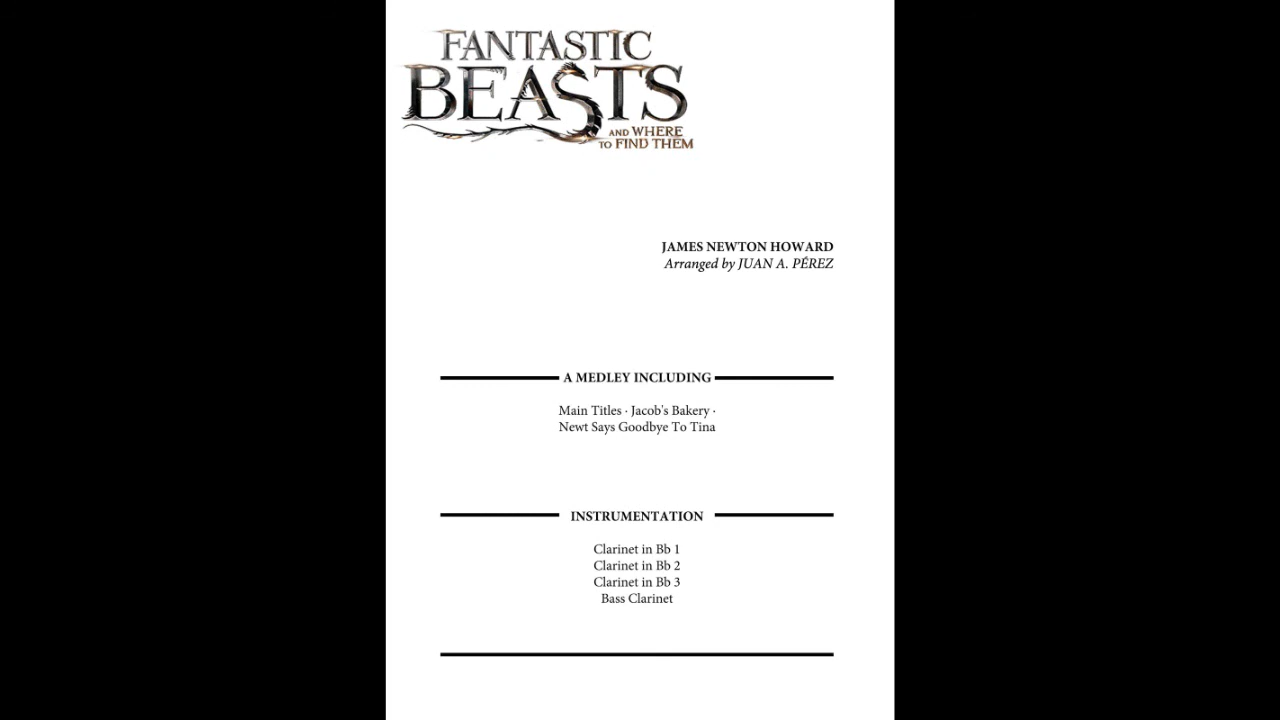 FANTASTIC
BEASTS
AND WHERE
TO FIND THEM
JAMES NEWTON HOWARD
Arranged by JUAN A. PÉREZ
A MEDLEY INCLUDING
Main Titles · Jacob's Bakery ·
Newt Says Goodbye To Tina
INSTRUMENTATION
Clarinet in Bb 1
Clarinet in Bb 2
Clarinet in Bb 3
Bass Clarinet